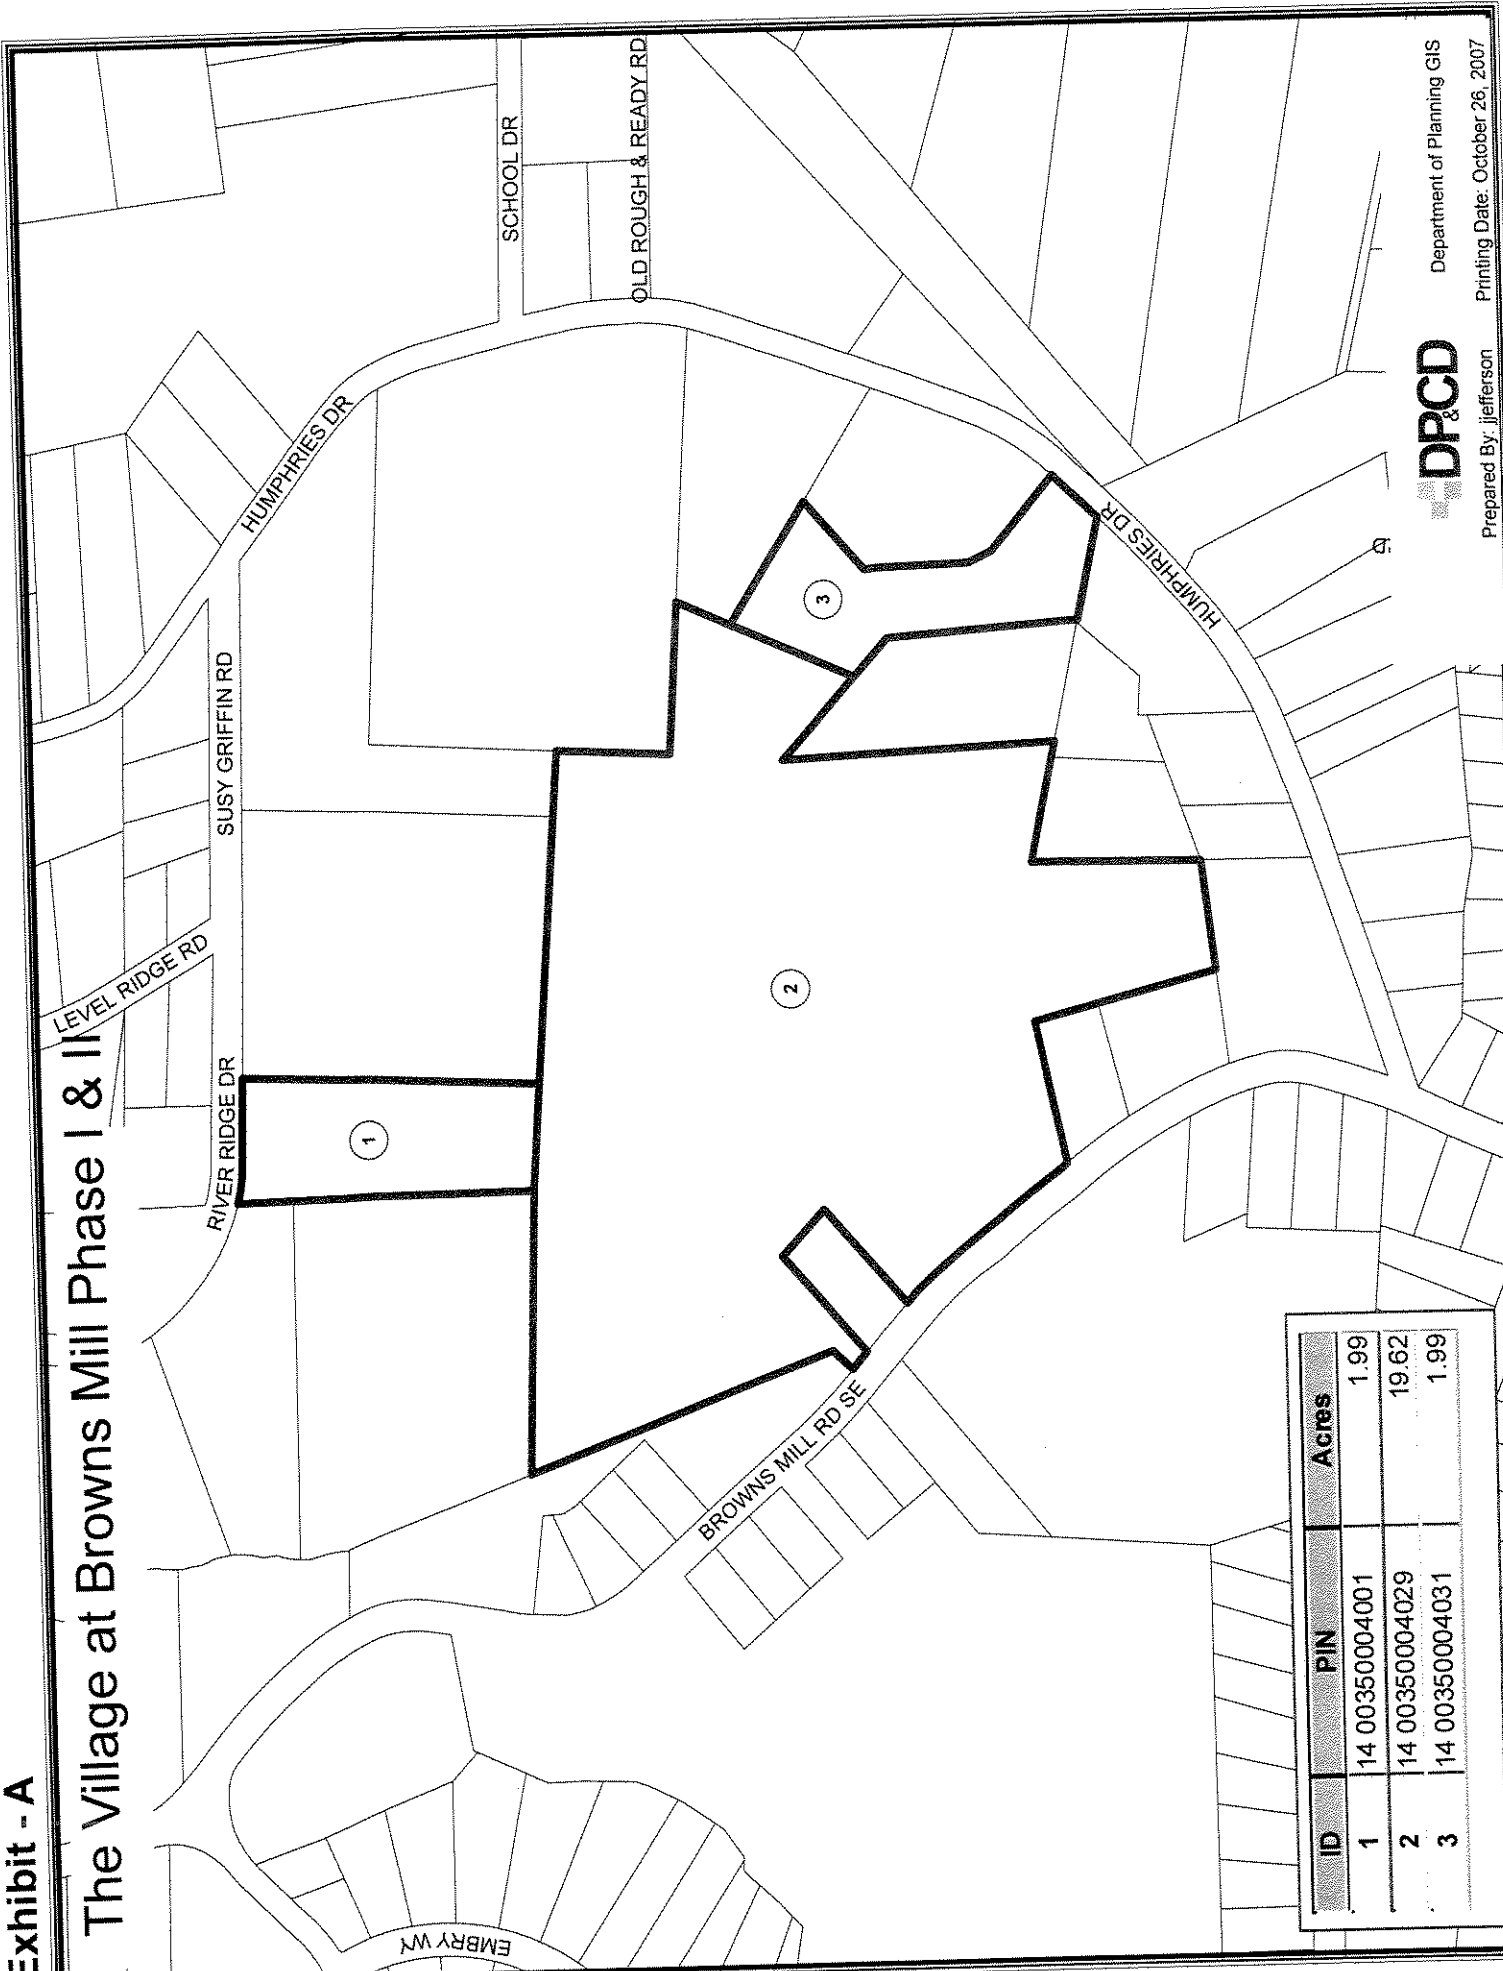 Exhibit - A
The Village at Browns Mill Phase I & II
LEVEL RIDGE RD
RIVER RIDGE DR
SUSY GRIFFIN RD
HUMPHRIES DR
SCHOOL DR
OLD ROUGH & READY RD
EMBRY WY
BROWNS MILL RD SE
HUMPHRIES DR
1
2
3
ID PIN Acres
1 14 00350004001 1.99
2 14 00350004029 19.62
3 14 00350004031 1.99
DP&CD
Department of Planning GIS
Prepared By: jjefferson Printing Date: October 26, 2007